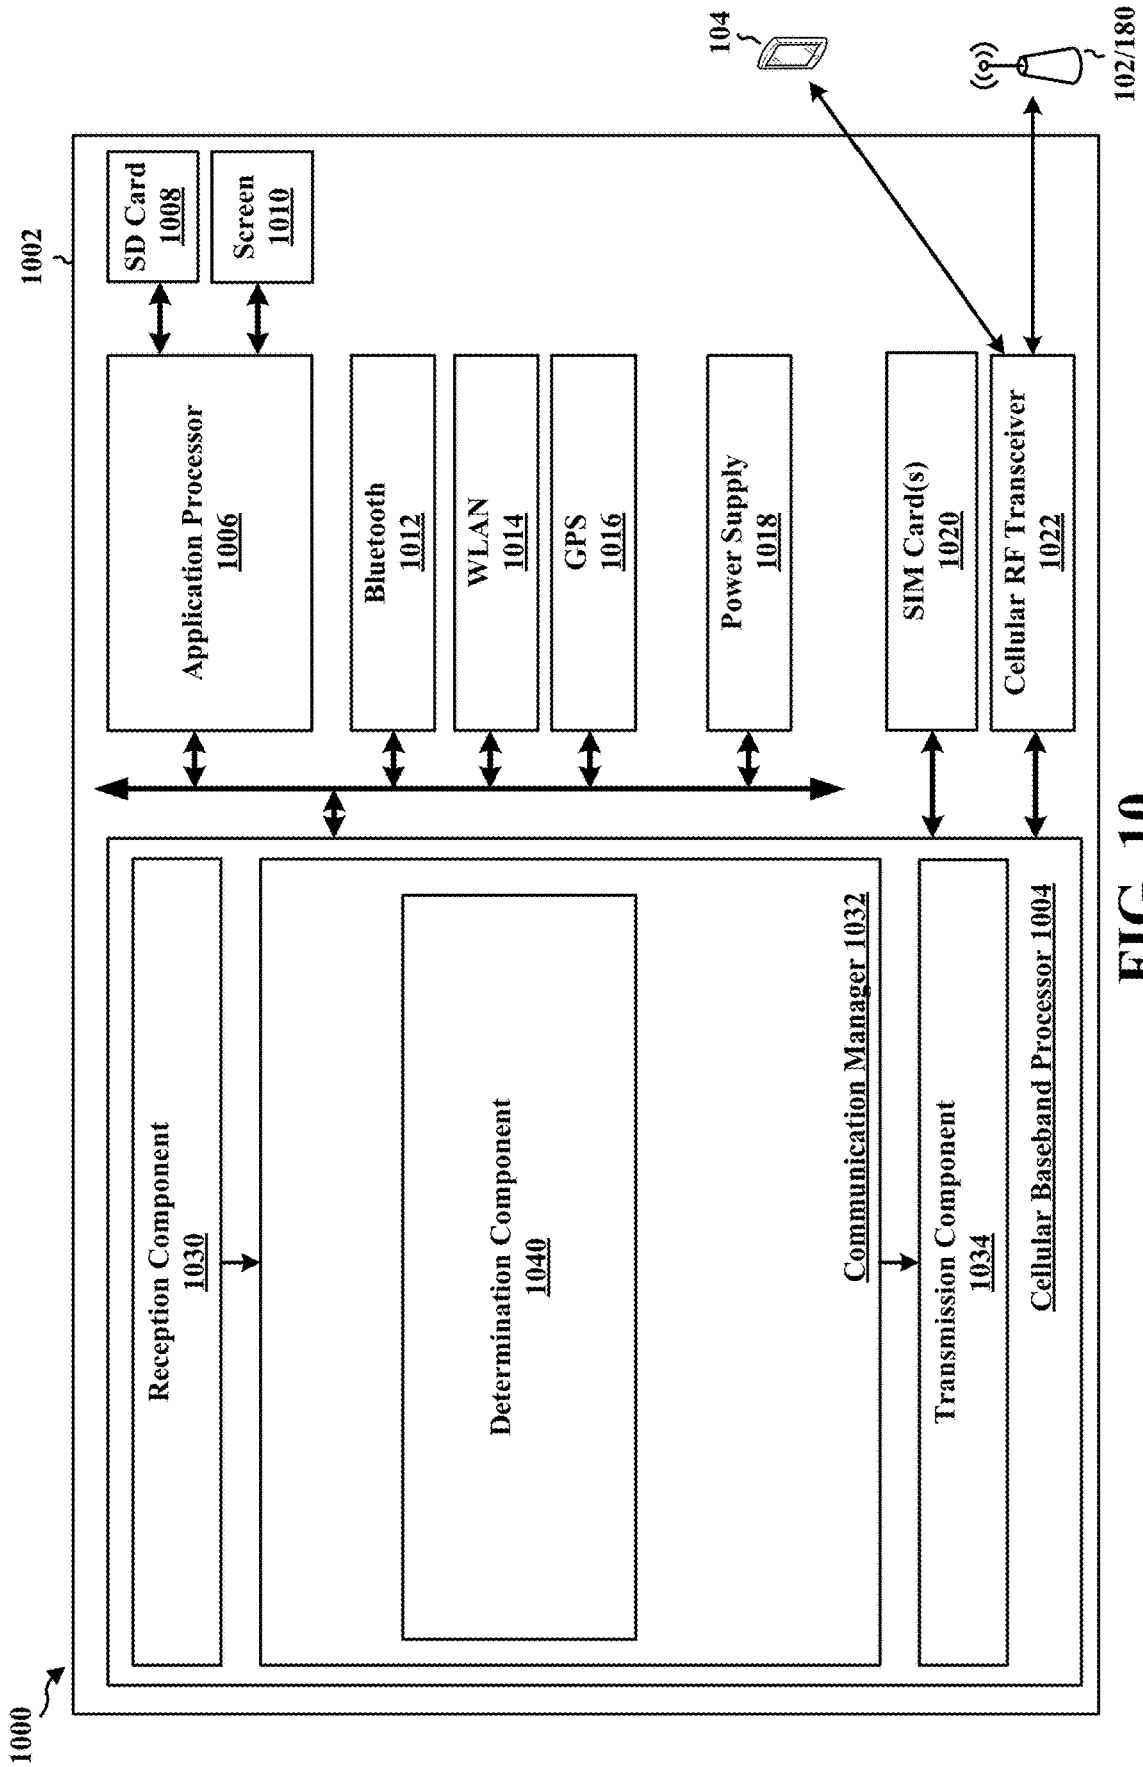 1000
1002
Reception Component
1030
Determination Component
1040
Communication Manager 1032
Transmission Component
1034
Cellular Baseband Processor 1004
Application Processor
1006
SD Card
1008
Screen
1010
Bluetooth
1012
WLAN
1014
GPS
1016
Power Supply
1018
SIM Card(s)
1020
Cellular RF Transceiver
1022
104
102/180
FIG. 10